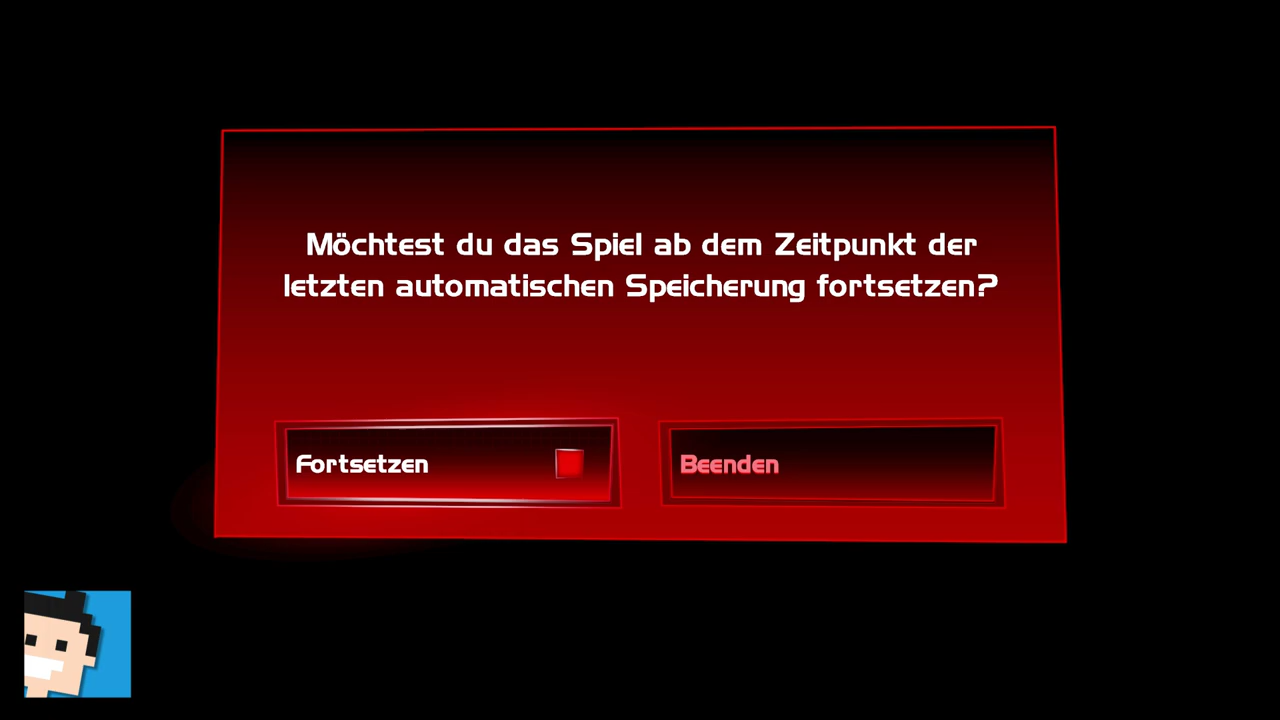 Möchtest du das Spiel ab dem Zeitpunkt der
letzten automatischen Speicherung fortsetzen?
Fortsetzen
Beenden